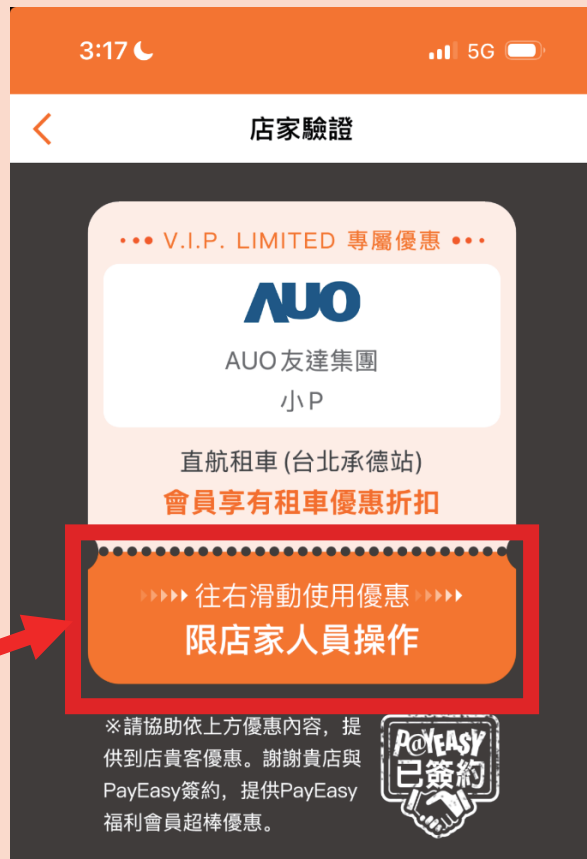 3:17
5G
店家驗證
V.I.P. LIMITED 專屬優惠
AUO
AUO友達集團
小P
直航租車(台北承德站)
會員享有租車優惠折扣
往右滑動使用優惠
限店家人員操作
※請協助依上方優惠內容，提
供到店貴客優惠。謝謝貴店與
PayEasy簽約，提供PayEasy
福利會員超棒優惠。
P@YEASY
已簽約